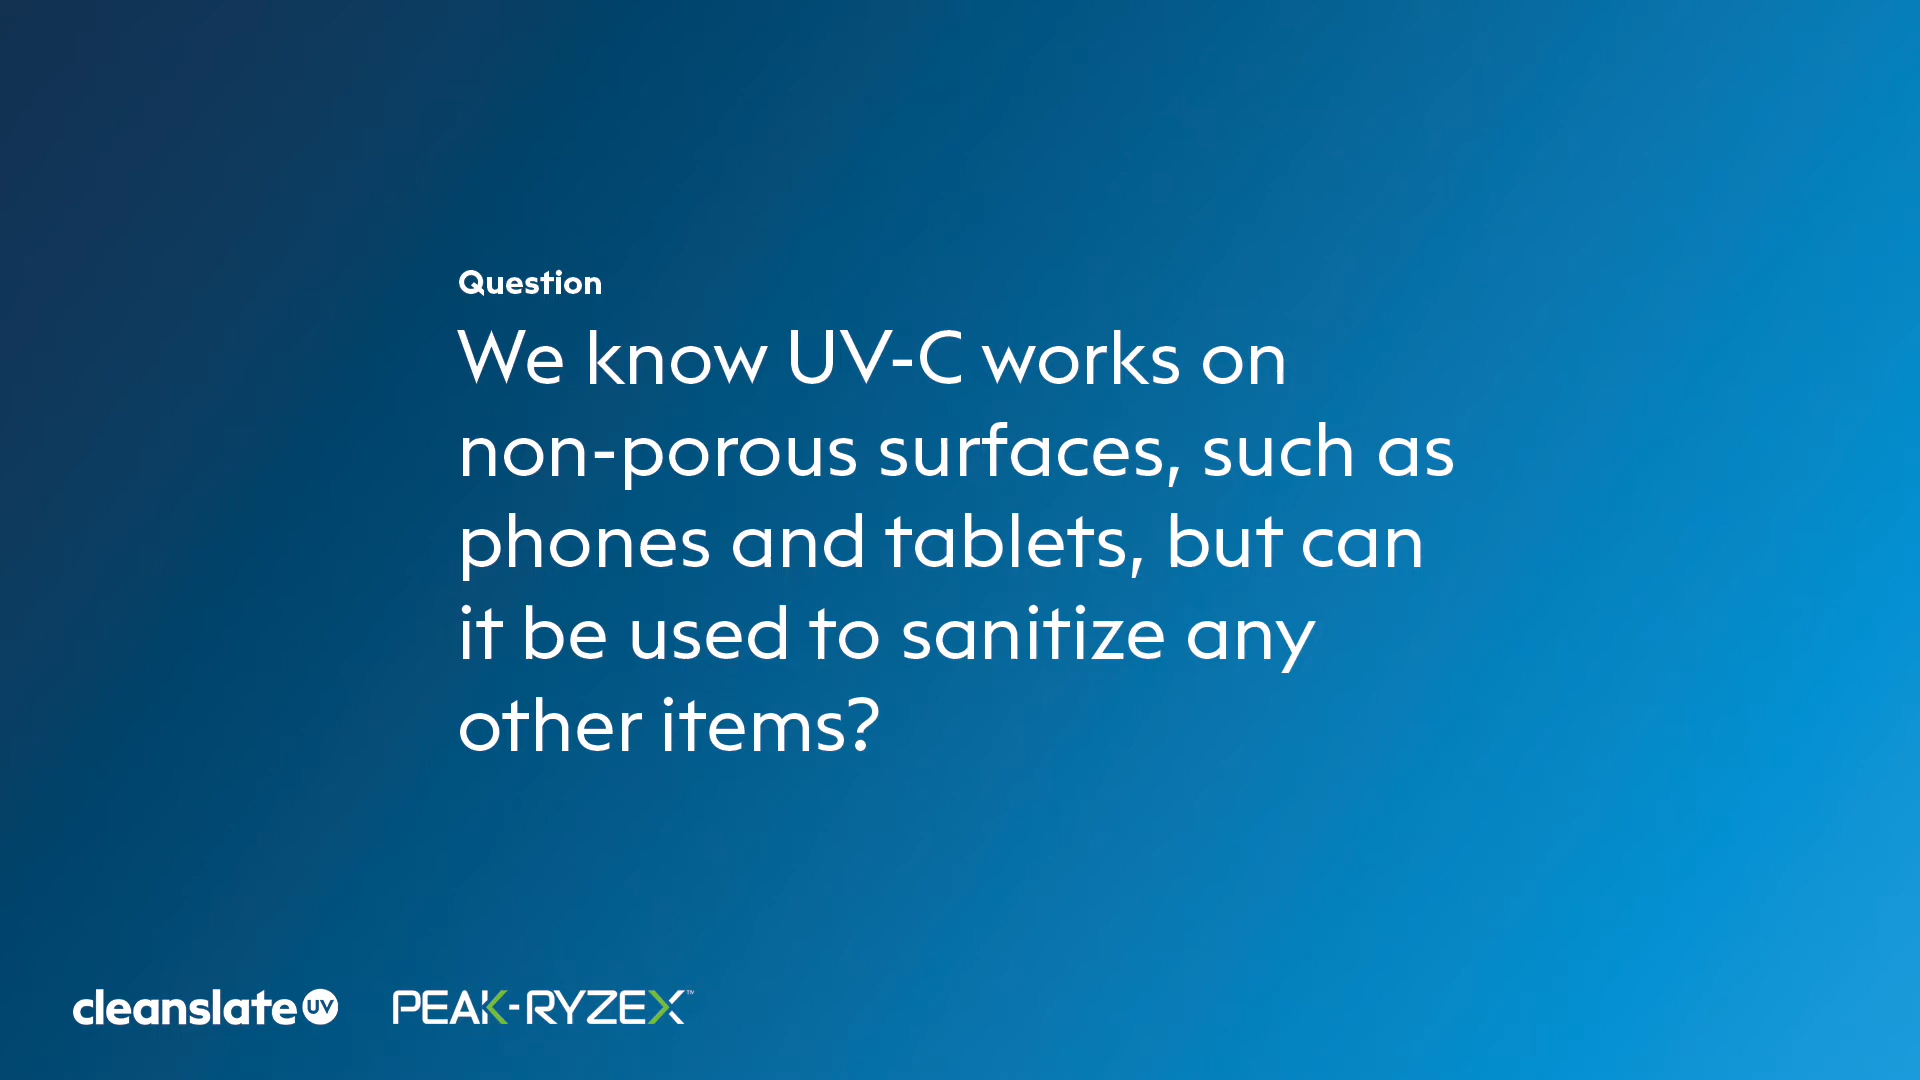 Question
We know UV-C works on
non-porous surfaces, such as
phones and tablets, but can
it be used to sanitize any
other items?
cleanslate UV PEAK-RYZEX™